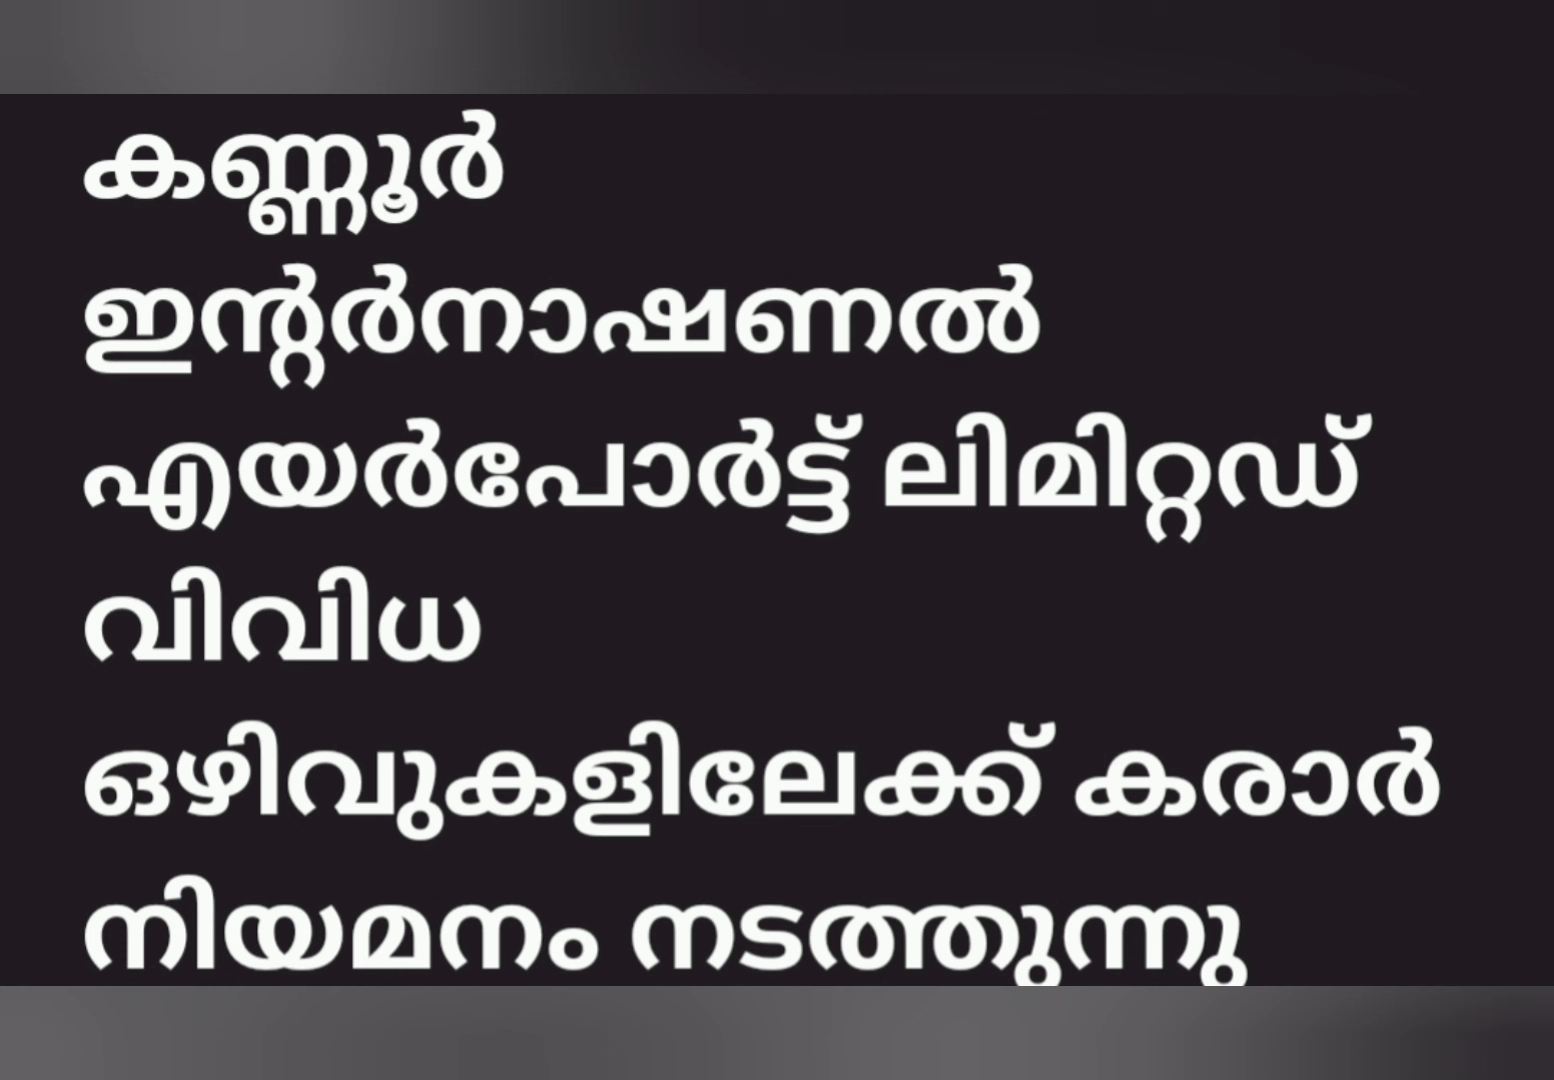 കണ്ണൂർ
ഇന്റർനാഷണൽ
എയർപോർട്ട് ലിമിറ്റഡ്
വിവിധ
ഒഴിവുകളിലേക്ക് കരാർ
നിയമനം നടത്തുന്നു